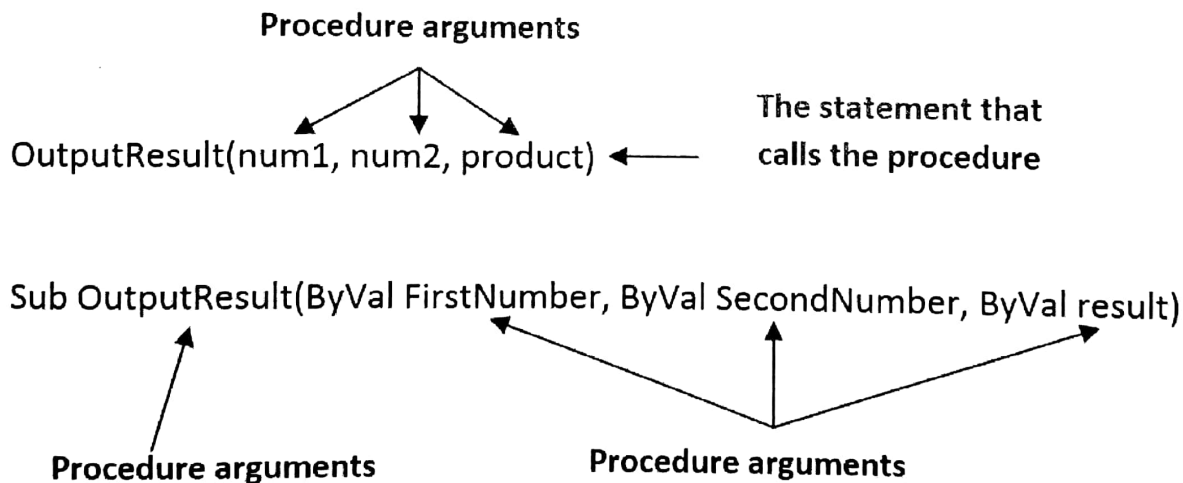 Procedure arguments
The statement that
OutputResult(num1, num2, product)
calls the procedure
Sub OutputResult(ByVal FirstNumber, ByVal SecondNumber, ByVal result)
Procedure arguments
Procedure arguments